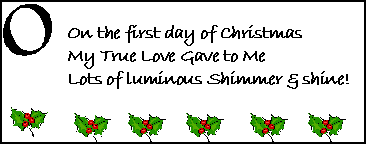 O On the first day of Christmas
My True Love Gave to Me
Lots of luminous Shimmer & shine!